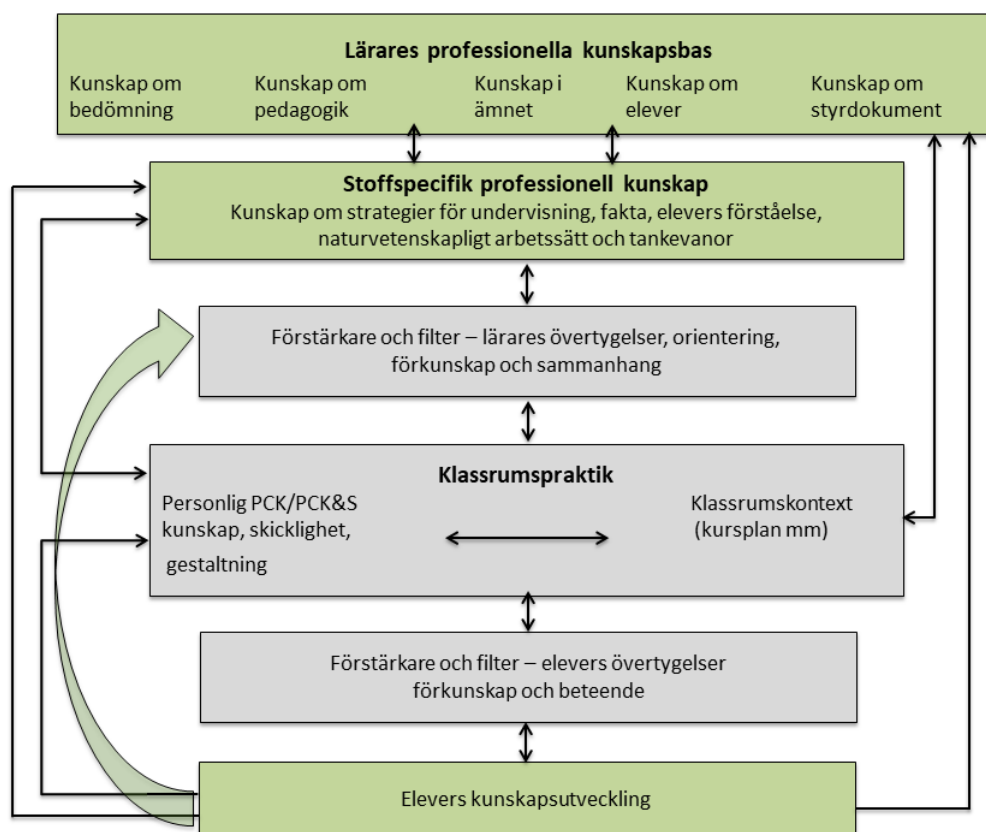 Lärares professionella kunskapsbas
Kunskap om
bedömning
Kunskap om
pedagogik
Kunskap i
ämnet
Kunskap om
elever
Kunskap om
styrdokument
Stoffspecifik professionell kunskap
Kunskap om strategier för undervisning, fakta, elevers förståelse,
naturvetenskapligt arbetssätt och tankevanor
Förstärkare och filter – lärares övertygelser, orientering,
förkunskap och sammanhang
Klassrumspraktik
Personlig PCK/PCK&S
kunskap, skicklighet,
gestaltning
Klassrumskontext
(kursplan mm)
Förstärkare och filter – elevers övertygelser
förkunskap och beteende
Elevers kunskapsutveckling